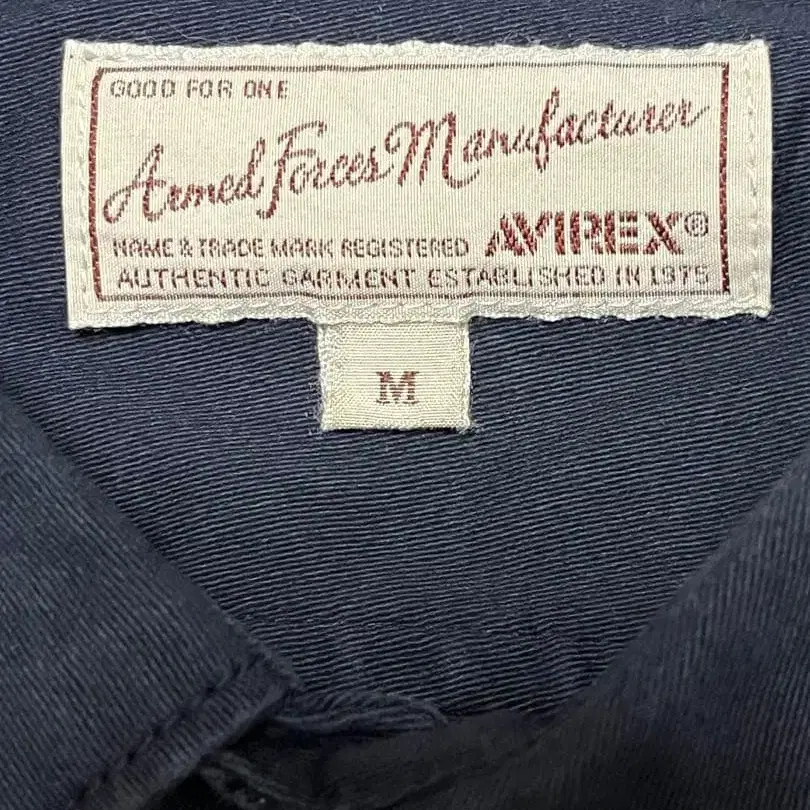 GOOD FOR ONE
Armed Forces Manufacturer
NAME & TRADE MARK REGISTERED AVIREX®
AUTHENTIC GARMENT ESTABLISHED IN 1975
M